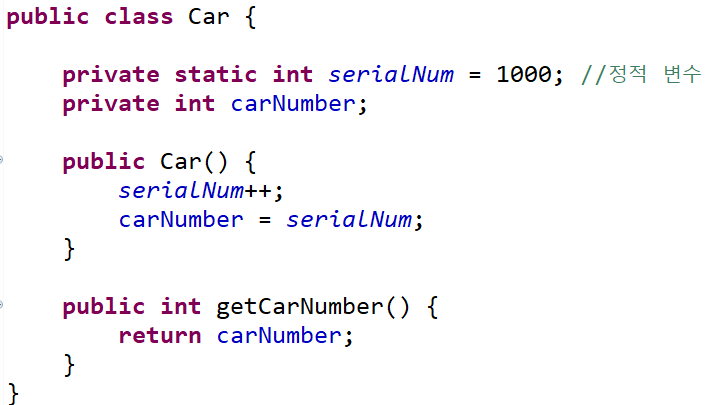 public class Car {
private static int serialNum = 1000; //정적 변수
private int carNumber;
public Car() {
serialNum++;
carNumber = serialNum;
}
public int getCarNumber() {
return carNumber;
}
}